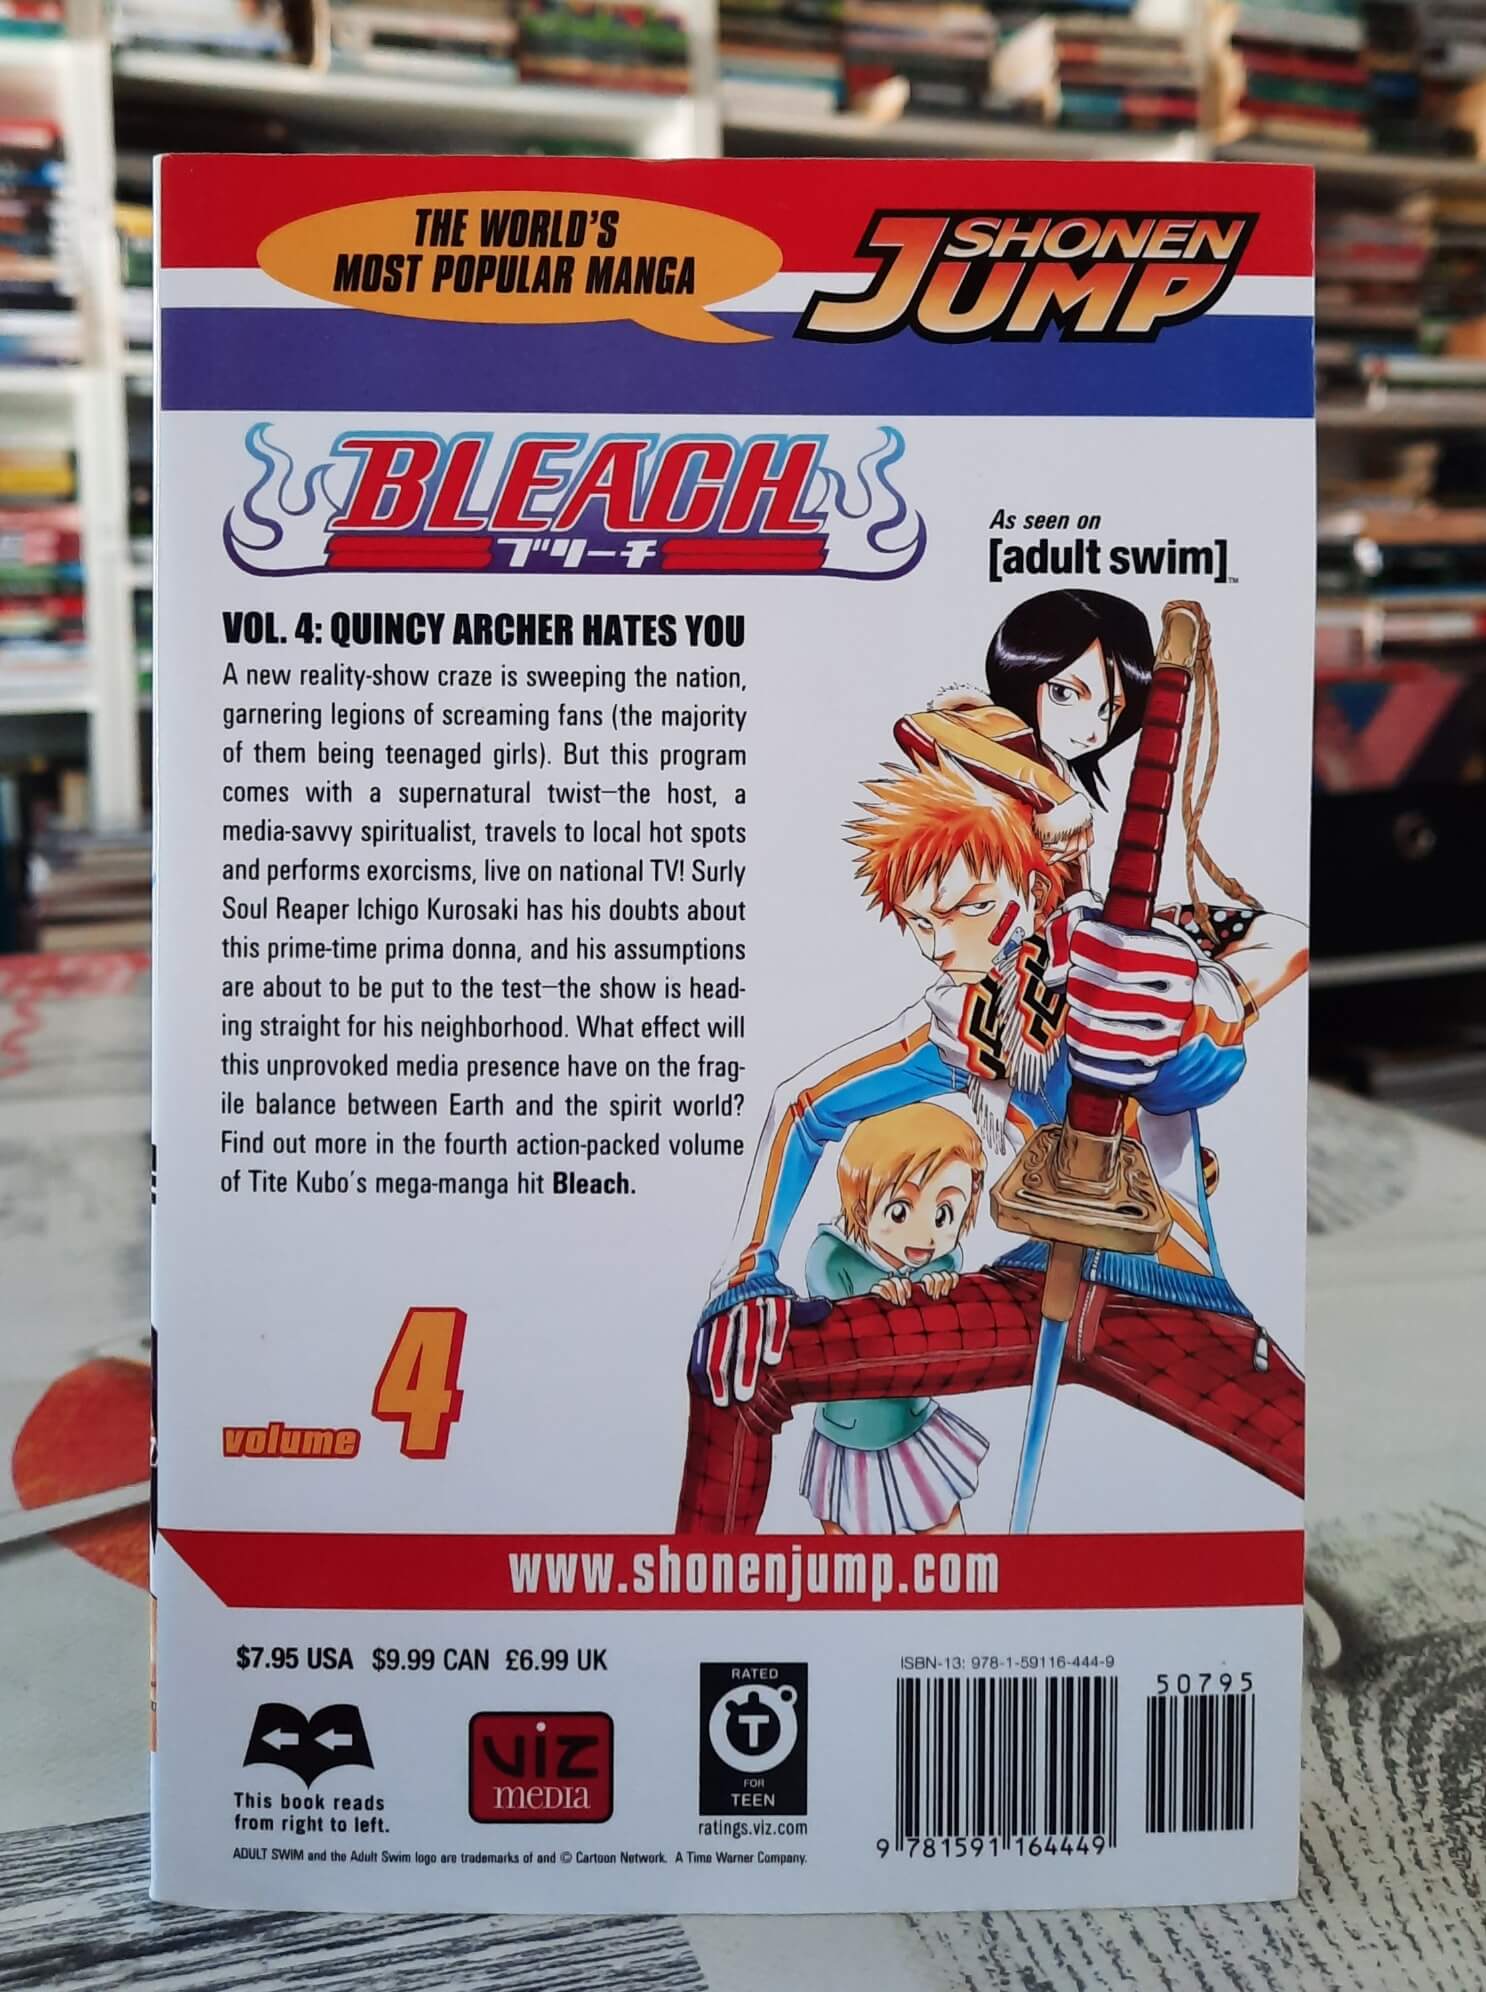 THE WORLD'S
MOST POPULAR MANGA
SHONEN
JUMP
BLEACH
ブリーチ
As seen on
[adult swim]™
VOL. 4: QUINCY ARCHER HATES YOU
A new reality-show craze is sweeping the nation,
garnering legions of screaming fans (the majority
of them being teenaged girls). But this program
comes with a supernatural twist—the host, a
media-savvy spiritualist, travels to local hot spots
and performs exorcisms, live on national TV! Surly
Soul Reaper Ichigo Kurosaki has his doubts about
this prime-time prima donna, and his assumptions
are about to be put to the test—the show is head-
ing straight for his neighborhood. What effect will
this unprovoked media presence have on the frag-
ile balance between Earth and the spirit world?
Find out more in the fourth action-packed volume
of Tite Kubo's mega-manga hit Bleach.
volume 4
www.shonenjump.com
$7.95 USA $9.99 CAN £6.99 UK
This book reads
from right to left.
viz
media
RATED
T
FOR
TEEN
ratings.viz.com
ISBN-13: 978-1-59116-444-9
50795
9 781591 164449
ADULT SWIM and the Adult Swim logo are trademarks of and © Cartoon Network. A Time Warner Company.